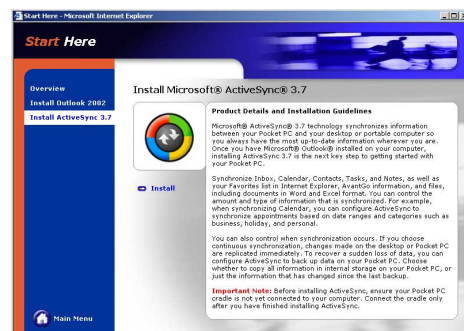 Start Here - Microsoft Internet Explorer
Start Here
Overview
Install Outlook 2002
Install ActiveSync 3.7
Install Microsoft® ActiveSync® 3.7
Install
Product Details and Installation Guidelines
Microsoft® ActiveSync® 3.7 technology synchronizes information
between your Pocket PC and your desktop or portable computer so
you always have the most up-to-date information wherever you are.
Once you have Microsoft® Outlook® installed on your computer,
installing ActiveSync 3.7 is the next key step to getting started with
your Pocket PC.
Synchronize Inbox, Calendar, Contacts, Tasks, and Notes, as well as
your Favorites list in Internet Explorer, AvantGo information, and files,
including documents in Word and Excel format. You can control the
amount and type of information that is synchronized. For example,
when synchronizing Calendar, you can configure ActiveSync to
synchronize appointments based on date ranges and categories such as
business, holiday, and personal.
You can also control when synchronization occurs. If you choose
continuous synchronization, changes made on the desktop or Pocket PC
are replicated immediately. To recover a sudden loss of data, you can
configure ActiveSync to back up data on your Pocket PC. Choose
whether to copy all information in internal storage on your Pocket PC, or
just the information that has changed since the last backup.
Important Note: Before installing ActiveSync, ensure your Pocket PC
cradle is not yet connected to your computer. Connect the cradle only
after you have finished installing ActiveSync.
Main Menu